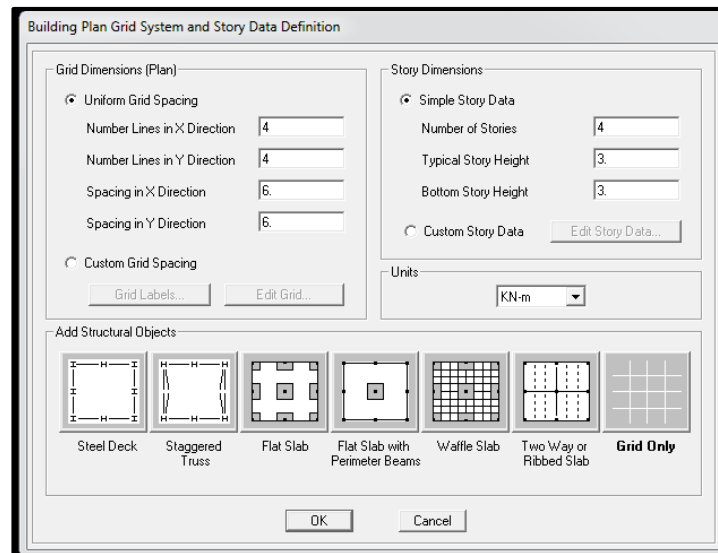 Building Plan Grid System and Story Data Definition
Grid Dimensions (Plan)
Uniform Grid Spacing
Number Lines in X Direction 4
Number Lines in Y Direction 4
Spacing in X Direction 6.
Spacing in Y Direction 6.
Custom Grid Spacing
Grid Labels... Edit Grid...
Story Dimensions
Simple Story Data
Number of Stories 4
Typical Story Height 3.
Bottom Story Height 3.
Custom Story Data Edit Story Data...
Units
KN-m
Add Structural Objects
Steel Deck
Staggered
Truss
Flat Slab
Flat Slab with
Perimeter Beams
Waffle Slab
Two Way or
Ribbed Slab
Grid Only
OK Cancel